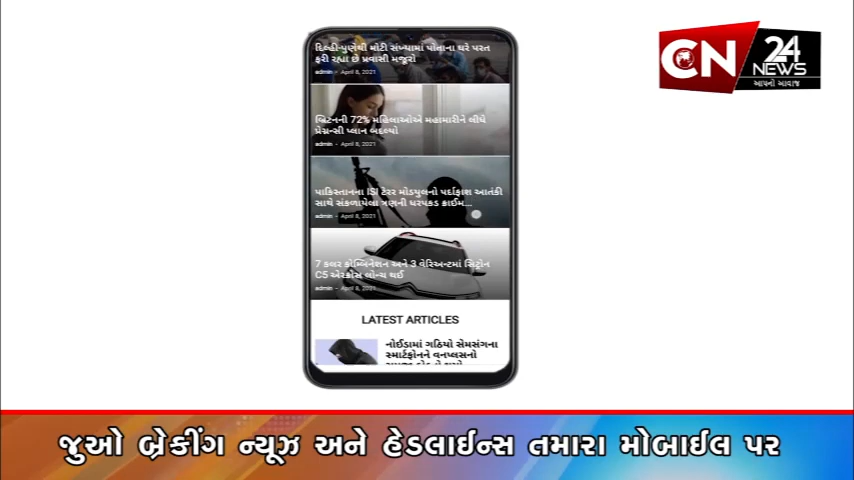 દિલ્હી-પુણેથી મોટી સંખ્યામાં પોતાના ઘરે પરત
ફરી રહ્યા છે પ્રવાસી મજૂરો
admin - April 8, 2021
બ્રિટનની 72% મહિલાઓએ મહામારીને લીધે
પ્રેગ્નન્સી પ્લાન બદલ્યો
admin - April 8, 2021
પાકિસ્તાનના ISI ટેરર મોડયુલનો પર્દાફાશ આતંકી
સાથે સંકળાયેલા ત્રણની ધરપકડ ક્રાઈમ...
admin - April 8, 2021
7 કલર કોમ્બિનેશન અને 3 વેરિઅન્ટમાં સિટ્રોન
C5 એરક્રોસ લોન્ચ થઈ
admin - April 8, 2021
LATEST ARTICLES
નોઈડામાં ગઠિયો સેમસંગના
સ્માર્ટફોનને વનપ્લસનો
CN 24
NEWS
આપનો અવાજ
જુઓ બ્રેકીંગ ન્યૂઝ અને હેડલાઈન્સ તમારા મોબાઈલ પર